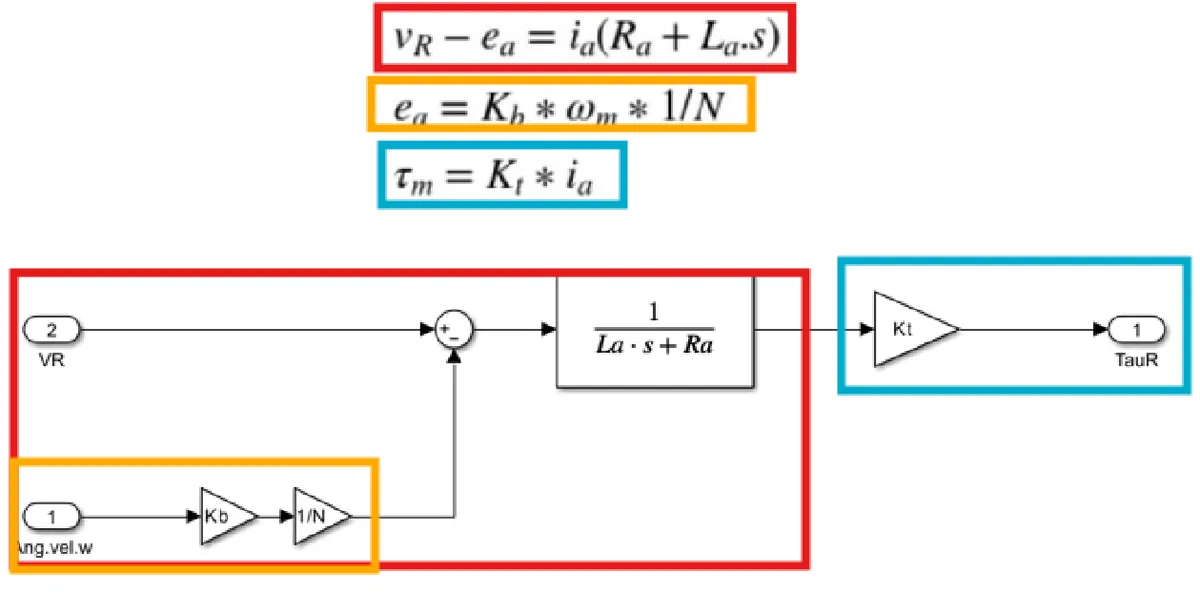 v_R − e_a = i_a(R_a + L_a.s)
e_a = K_b ∗ ω_m ∗ 1/N
τ_m = K_t ∗ i_a
2
VR
+
−
1
La · s + Ra
Kt
1
TauR
1
Ang.vel.w
Kb
1/N